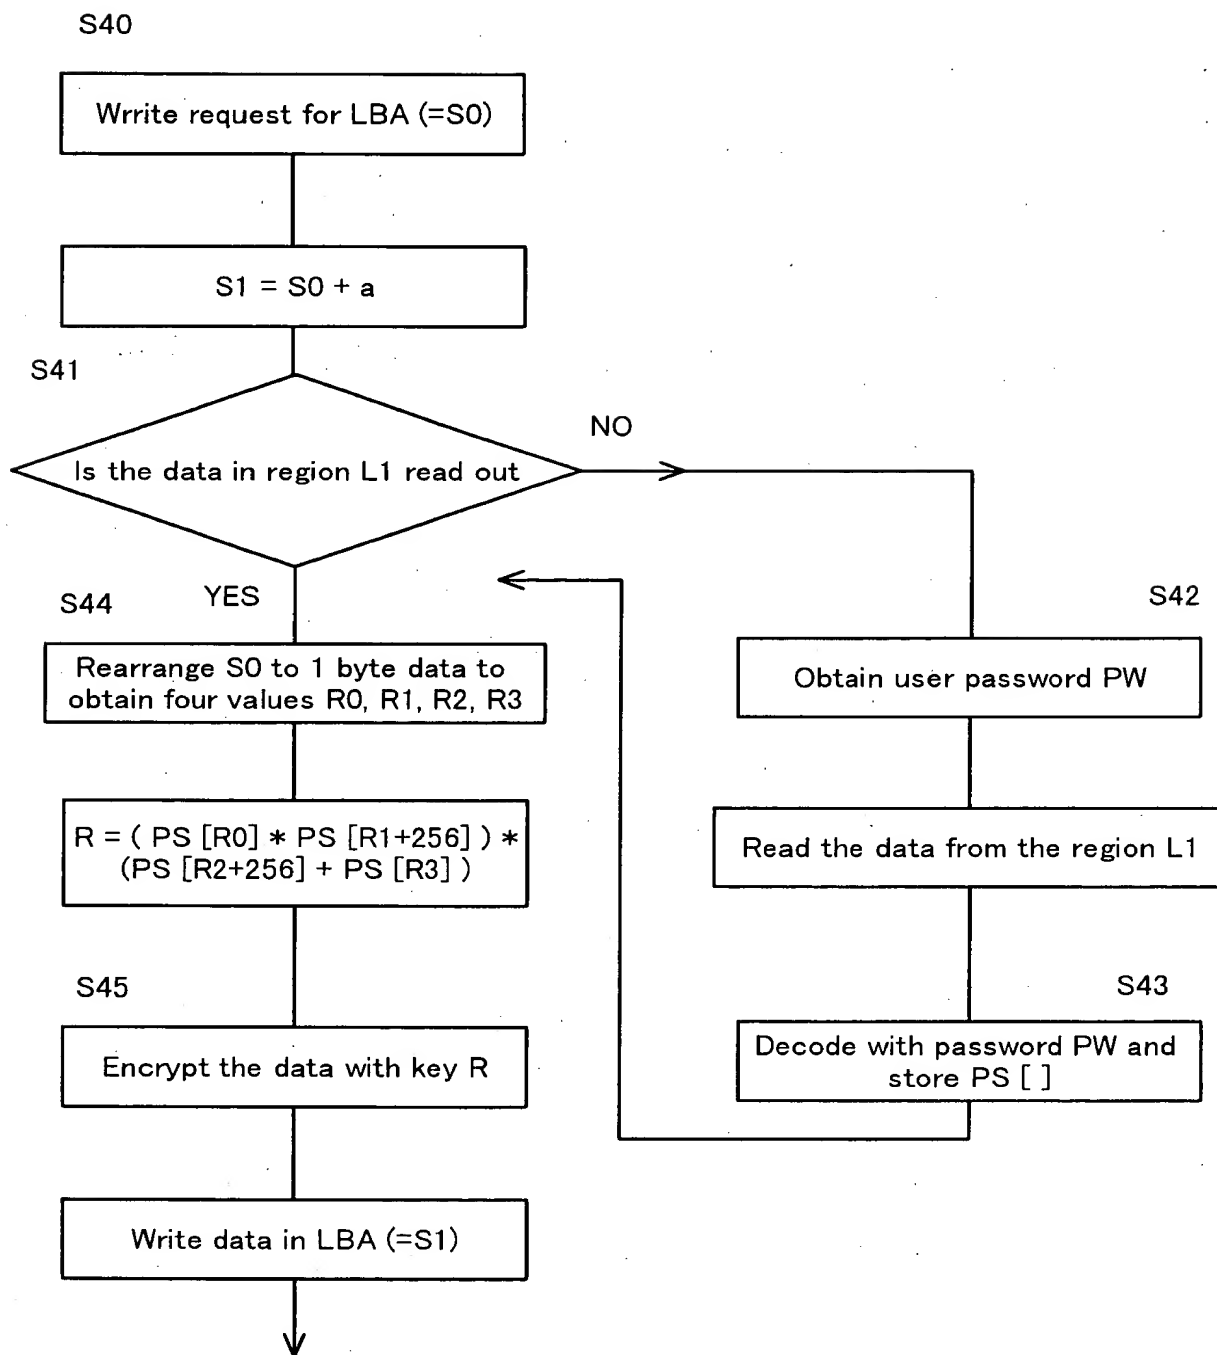 S40
Wrrite request for LBA (=S0)
S1 = S0 + a
S41
Is the data in region L1 read out
NO
YES
S42
Obtain user password PW
Read the data from the region L1
S43
Decode with password PW and
store PS [ ]
S44
Rearrange S0 to 1 byte data to
obtain four values R0, R1, R2, R3
R = ( PS [R0] * PS [R1+256] ) *
(PS [R2+256] + PS [R3] )
S45
Encrypt the data with key R
Write data in LBA (=S1)